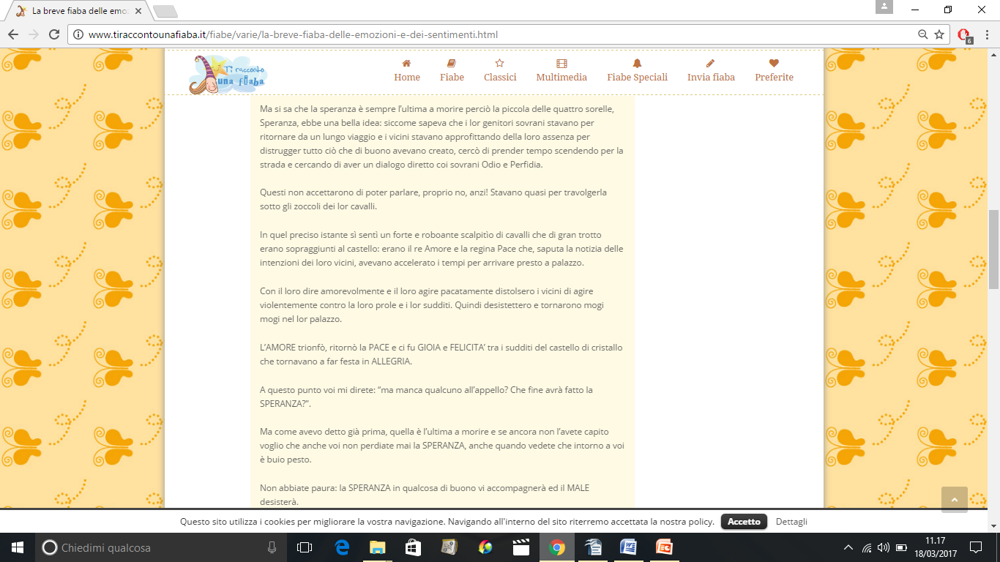 La breve fiaba delle emoz
www.tiraccontounafiaba.it/fiabe/varie/la-breve-fiaba-delle-emozioni-e-dei-sentimenti.html
6
Ti racconto
una fiaba
Home
Fiabe
Classici
Multimedia
Fiabe Speciali
Invia fiaba
Preferite
Ma si sa che la speranza è sempre l’ultima a morire perciò la piccola delle quattro sorelle,
Speranza, ebbe una bella idea: siccome sapeva che i lor genitori sovrani stavano per
ritornare da un lungo viaggio e i vicini stavano approfittando della loro assenza per
distrugger tutto ciò che di buono avevano creato, cercò di prender tempo scendendo per la
strada e cercando di aver un dialogo diretto coi sovrani Odio e Perfidia.
Questi non accettarono di poter parlare, proprio no, anzi! Stavano quasi per travolgerla
sotto gli zoccoli dei lor cavalli.
In quel preciso istante sì sentì un forte e roboante scalpitio di cavalli che di gran trotto
erano sopraggiunti al castello: erano il re Amore e la regina Pace che, saputa la notizia delle
intenzioni dei loro vicini, avevano accelerato i tempi per arrivare presto a palazzo.
Con il loro dire amorevolmente e il loro agire pacatamente distolsero i vicini di agire
violentemente contro la loro prole e i lor sudditi. Quindi desistettero e tornarono mogi
mogi nel lor palazzo.
L’AMORE trionfò, ritornò la PACE e ci fu GIOIA e FELICITA’ tra i sudditi del castello di cristallo
che tornavano a far festa in ALLEGRIA.
A questo punto voi mi direte: “ma manca qualcuno all’appello? Che fine avrà fatto la
SPERANZA?”.
Ma come avevo detto già prima, quella è l’ultima a morire e se ancora non l’avete capito
voglio che anche voi non perdiate mai la SPERANZA, anche quando vedete che intorno a voi
è buio pesto.
Non abbiate paura: la SPERANZA in qualcosa di buono vi accompagnerà ed il MALE
desisterà.
Questo sito utilizza i cookies per migliorare la vostra navigazione. Navigando all'interno del sito riterremo accettata la nostra policy. Accetto Dettagli
Chiedimi qualcosa
11.17
18/03/2017